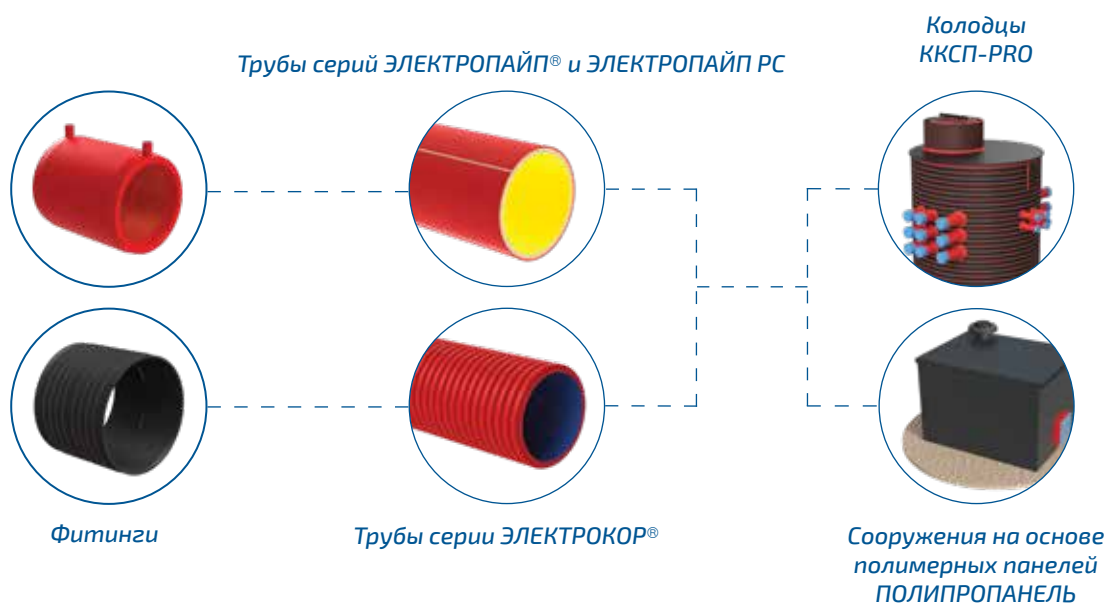 Трубы серий ЭЛЕКТРОПАЙП® и ЭЛЕКТРОПАЙП РС
Колодцы
ККСП-PRO
Фитинги
Трубы серии ЭЛЕКТРОКОР®
Сооружения на основе
полимерных панелей
ПОЛИПРОПАНЕЛЬ